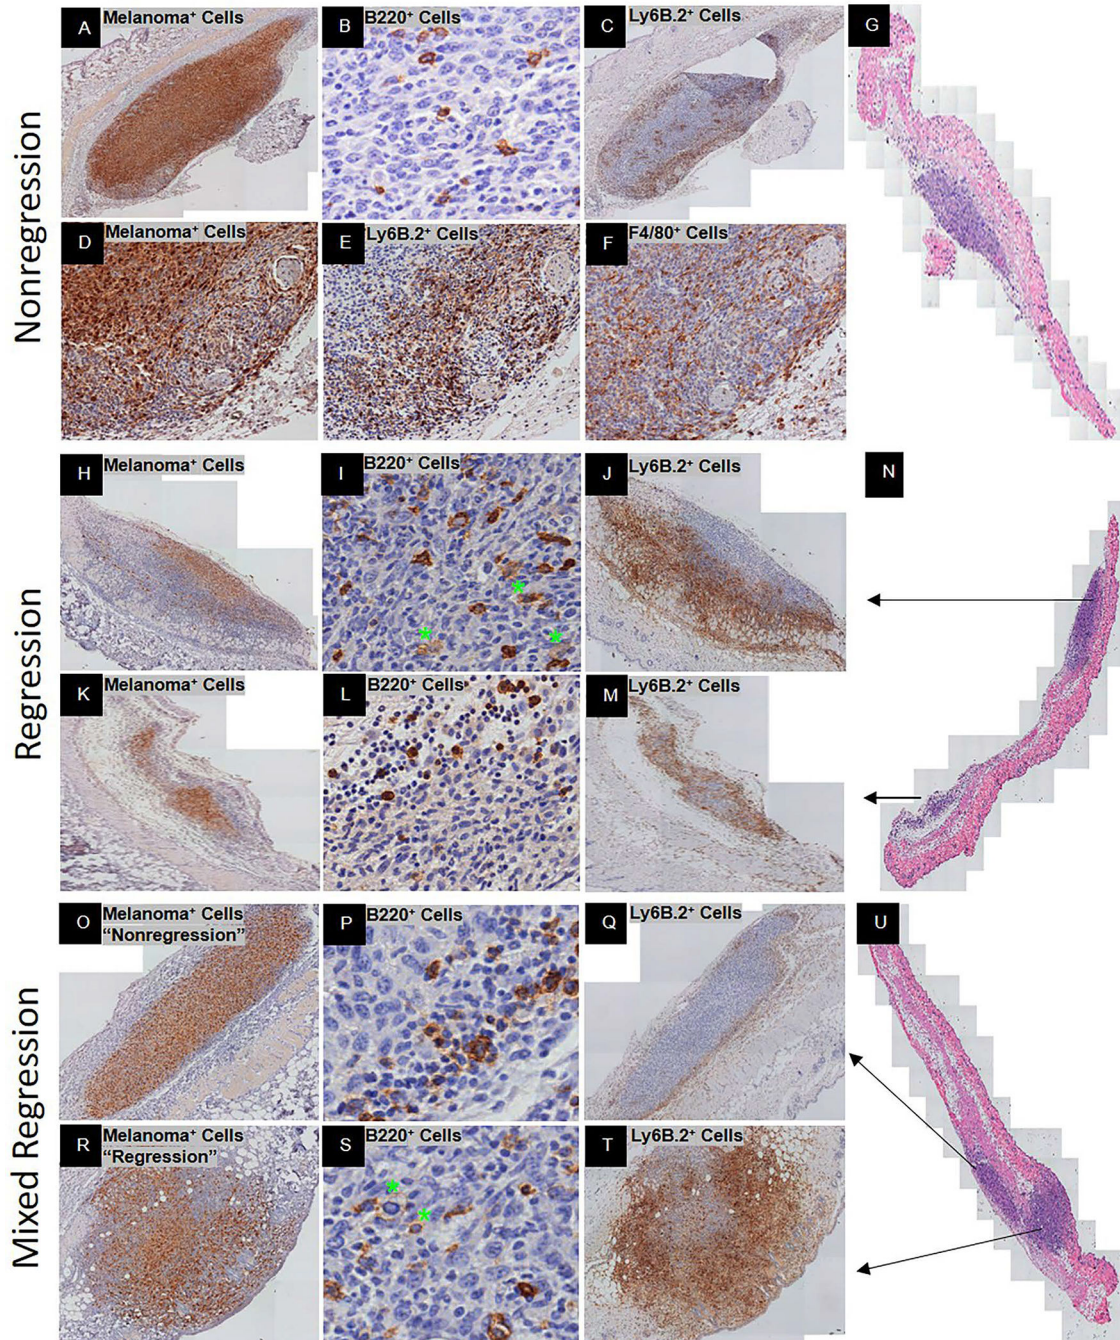 Nonregression
A Melanoma⁺ Cells
B B220⁺ Cells
C Ly6B.2⁺ Cells
G
D Melanoma⁺ Cells
E Ly6B.2⁺ Cells
F F4/80⁺ Cells
Regression
H Melanoma⁺ Cells
I B220⁺ Cells
* * *
J Ly6B.2⁺ Cells
N
K Melanoma⁺ Cells
L B220⁺ Cells
M Ly6B.2⁺ Cells
Mixed Regression
O Melanoma⁺ Cells
“Nonregression”
P B220⁺ Cells
Q Ly6B.2⁺ Cells
U
R Melanoma⁺ Cells
“Regression”
S B220⁺ Cells
* *
T Ly6B.2⁺ Cells